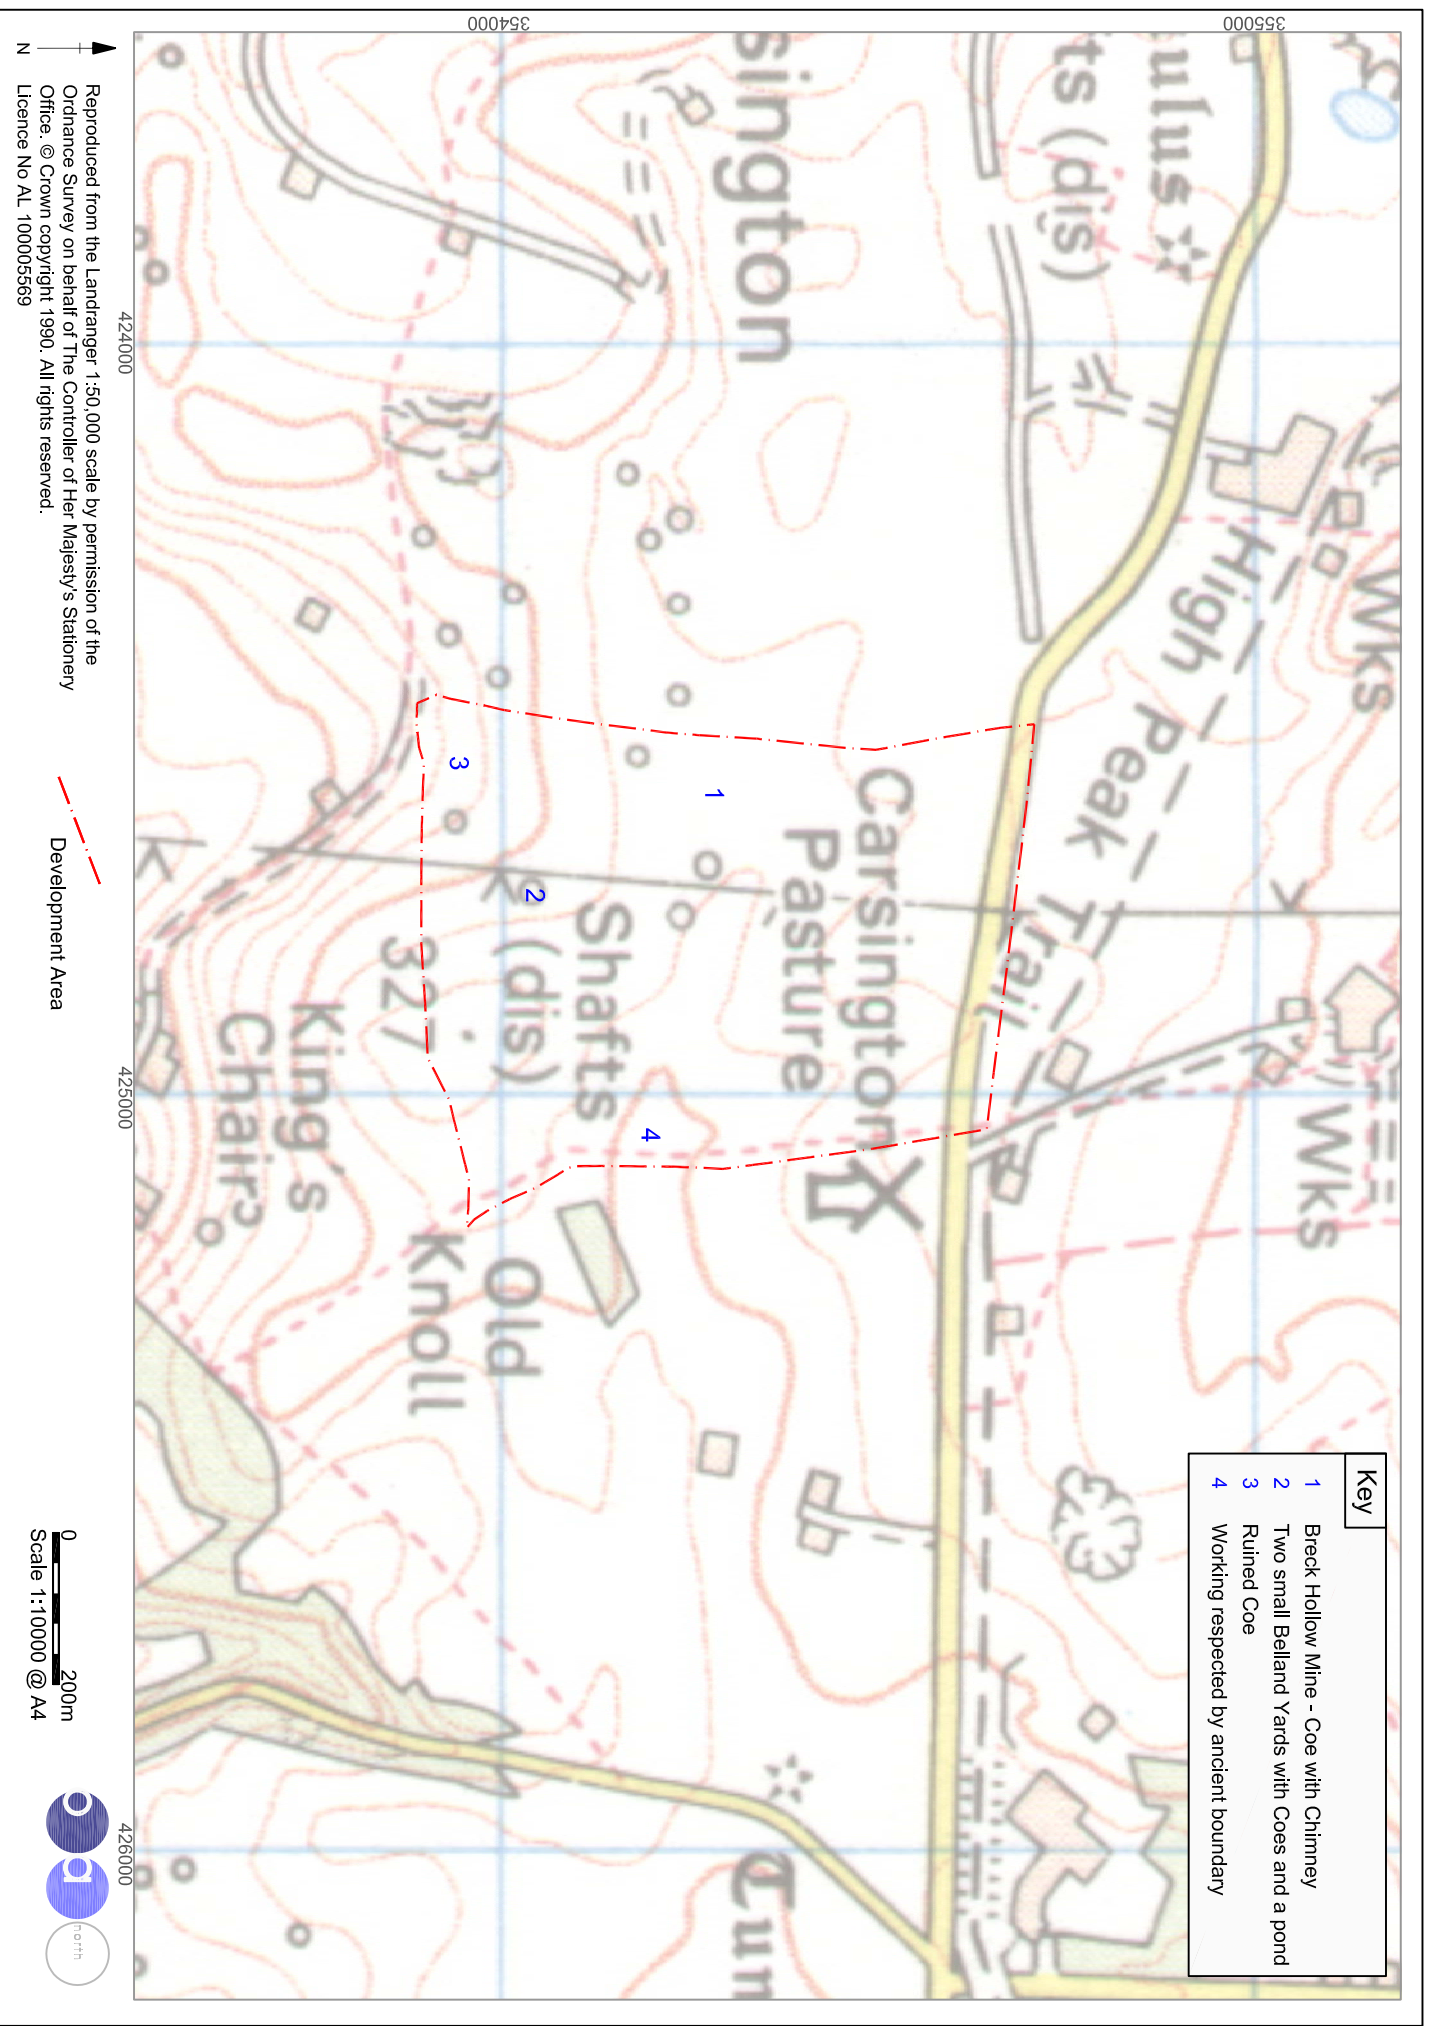 Key
1 Breck Hollow Mine - Coe with Chimney
2 Two small Belland Yards with Coes and a pond
3 Ruined Coe
4 Working respected by ancient boundary
355000
354000
424000
425000
426000
ulus
ts (dis)
sington
High Peak Trail
Wks
Wks
Carsington
Pasture
Shafts
(dis)
327
King's
Chair
Old
Knoll
Tun
1
2
3
4
N
Reproduced from the Landranger 1:50,000 scale by permission of the
Ordnance Survey on behalf of The Controller of Her Majesty's Stationery
Office. © Crown copyright 1990. All rights reserved.
Licence No AL 100005569
Development Area
0 200m
Scale 1:10000 @ A4
oa
north